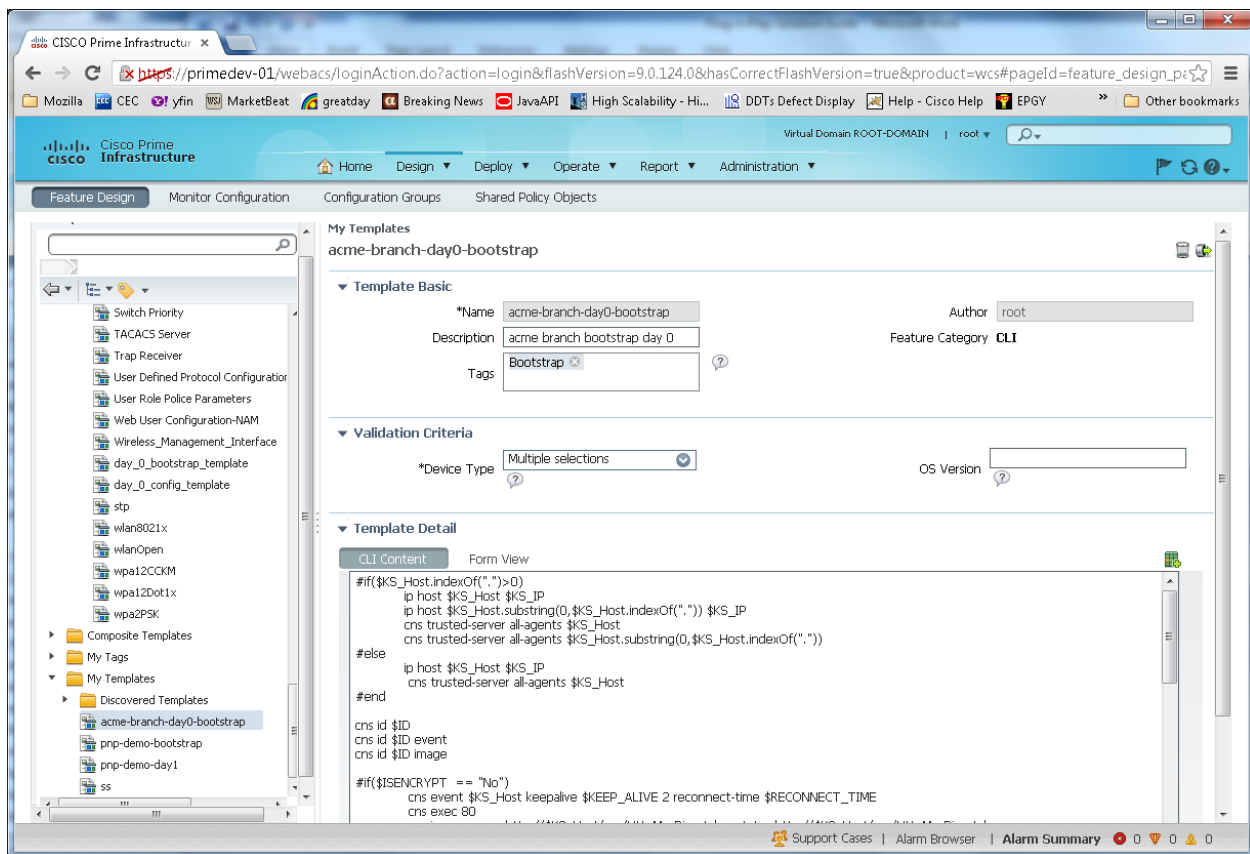 CISCO Prime Infrastructur
https://primedev-01/webacs/loginAction.do?action=login&flashVersion=9.0.124.0&hasCorrectFlashVersion=true&product=wcs#pageId=feature_design_pa
Mozilla CEC yfin MarketBeat greatday Breaking News JavaAPI High Scalability - Hi... DDTs Defect Display Help - Cisco Help EPGY » Other bookmarks
Virtual Domain ROOT-DOMAIN | root
CISCO Cisco Prime
Infrastructure
Home Design Deploy Operate Report Administration
Feature Design Monitor Configuration Configuration Groups Shared Policy Objects
Switch Priority
TACACS Server
Trap Receiver
User Defined Protocol Configuration
User Role Police Parameters
Web User Configuration-NAM
Wireless_Management_Interface
day_0_bootstrap_template
day_0_config_template
stp
wlan8021x
wlanOpen
wpa12CCKM
wpa12Dot1x
wpa2PSK
Composite Templates
My Tags
My Templates
Discovered Templates
acme-branch-day0-bootstrap
pnp-demo-bootstrap
pnp-demo-day1
ss
My Templates
acme-branch-day0-bootstrap
Template Basic
*Name acme-branch-day0-bootstrap Author root
Description acme branch bootstrap day 0 Feature Category CLI
Tags Bootstrap
Validation Criteria
*Device Type Multiple selections OS Version
Template Detail
CLI Content Form View
#if($KS_Host.indexOf(".")>0)
ip host $KS_Host $KS_IP
ip host $KS_Host.substring(0,$KS_Host.indexOf(".")) $KS_IP
cns trusted-server all-agents $KS_Host
cns trusted-server all-agents $KS_Host.substring(0,$KS_Host.indexOf("."))
#else
ip host $KS_Host $KS_IP
cns trusted-server all-agents $KS_Host
#end
cns id $ID
cns id $ID event
cns id $ID image
#if($ISENCRYPT == "No")
cns event $KS_Host keepalive $KEEP_ALIVE 2 reconnect-time $RECONNECT_TIME
cns exec 80
Support Cases | Alarm Browser | Alarm Summary 0 0 0